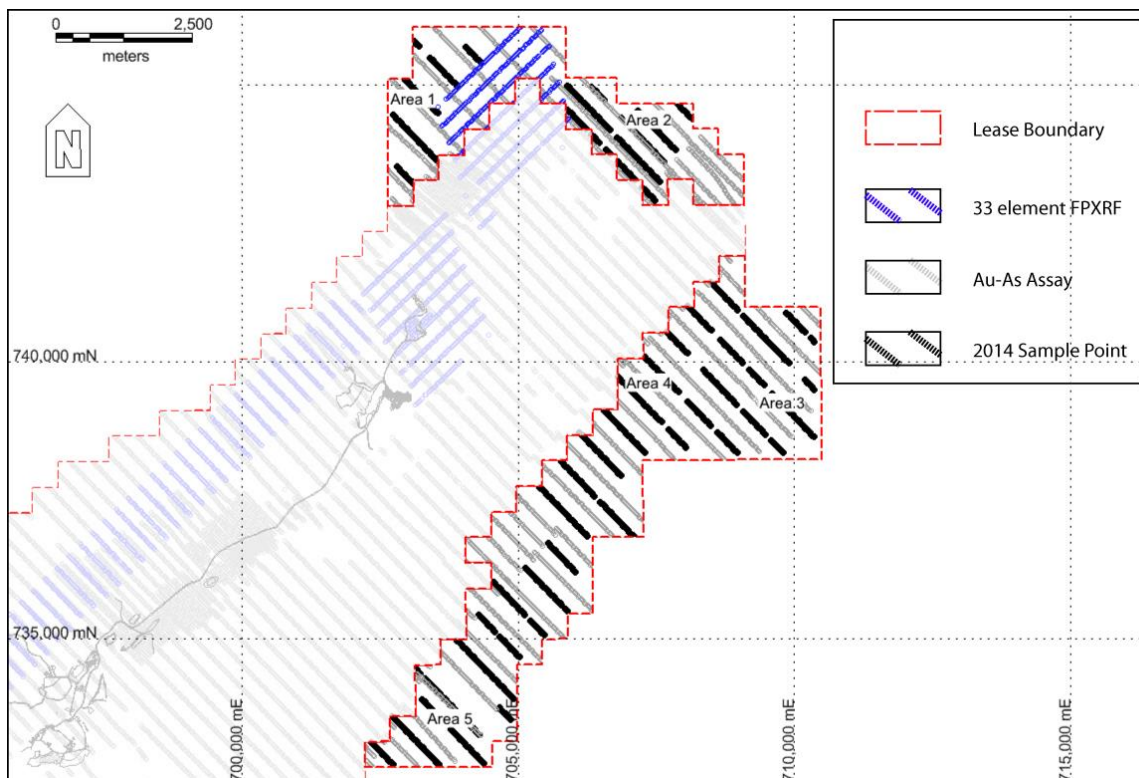 0 2,500
meters
N
Area 1
Area 2
Lease Boundary
33 element FPXRF
Au-As Assay
2014 Sample Point
740,000 mN
Area 4
Area 3
735,000 mN
Area 5
700,000 mE
705,000 mE
710,000 mE
715,000 mE